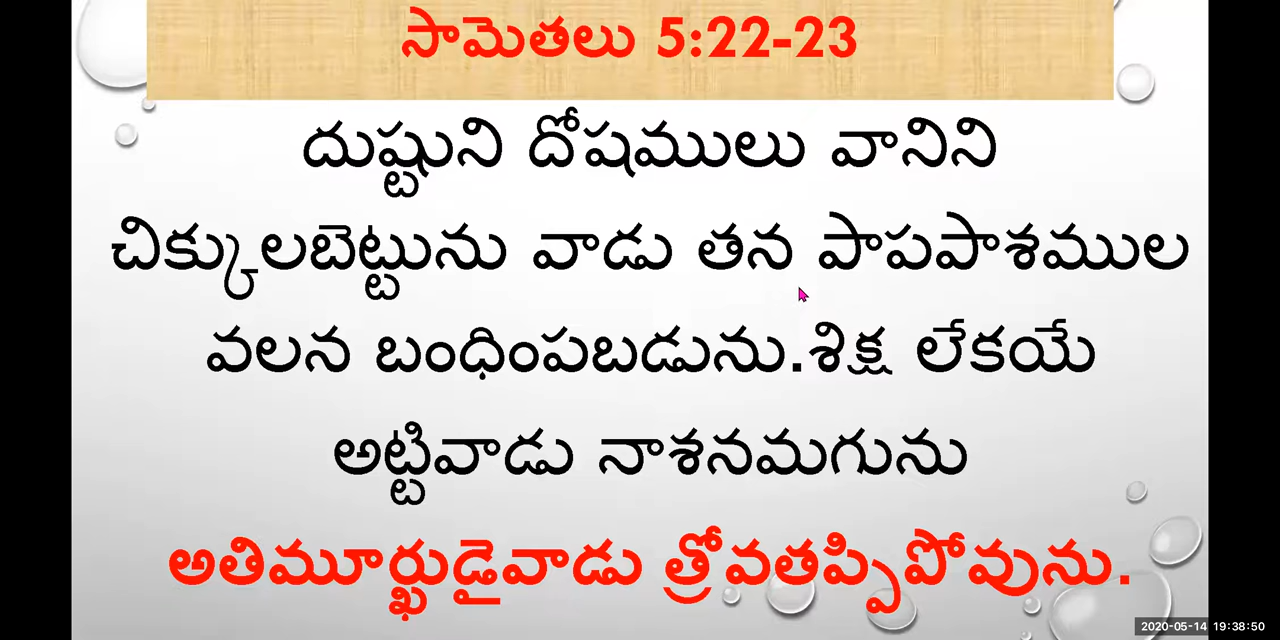 సామెతలు 5:22-23
దుష్టుని దోషములు వానిని
చిక్కులబెట్టును వాడు తన పాపపాశముల
వలన బంధింపబడును.శిక్ష లేకయే
అట్టివాడు నాశనమగును
అతిమూర్ఖుడైవాడు త్రోవతప్పిపోవును.
2020-05-14 19:38:50